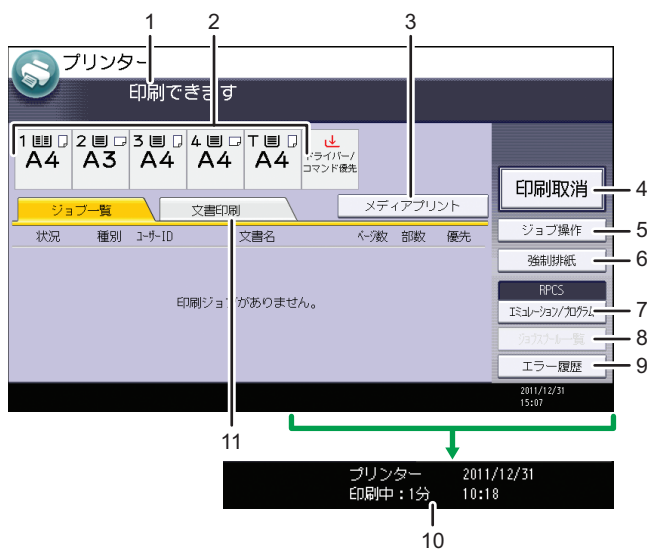 1 2 3
プリンター
印刷できます
1 2 3 4 T
A4 A3 A4 A4 A4
ドライバー/
コマンド優先
メディアプリント
印刷取消 4
ジョブ一覧 文書印刷
ジョブ操作 5
状況 種別 ユーザーID 文書名 ページ数 部数 優先
強制排紙 6
RPCS
エミュレーション/プログラム 7
印刷ジョブがありません。
ジョブスプール一覧 8
エラー履歴 9
2011/12/31
15:07
11
プリンター 2011/12/31
印刷中:1分 10:18
10